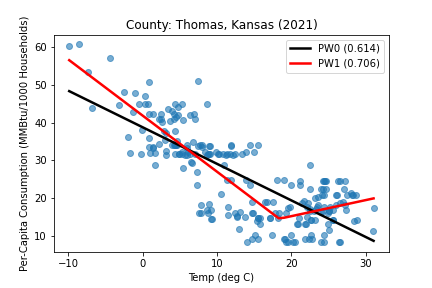 County: Thomas, Kansas (2021)
Per-Capita Consumption (MMBtu/1000 Households)
60
50
40
30
20
10
PW0 (0.614)
PW1 (0.706)
−10 0 10 20 30
Temp (deg C)